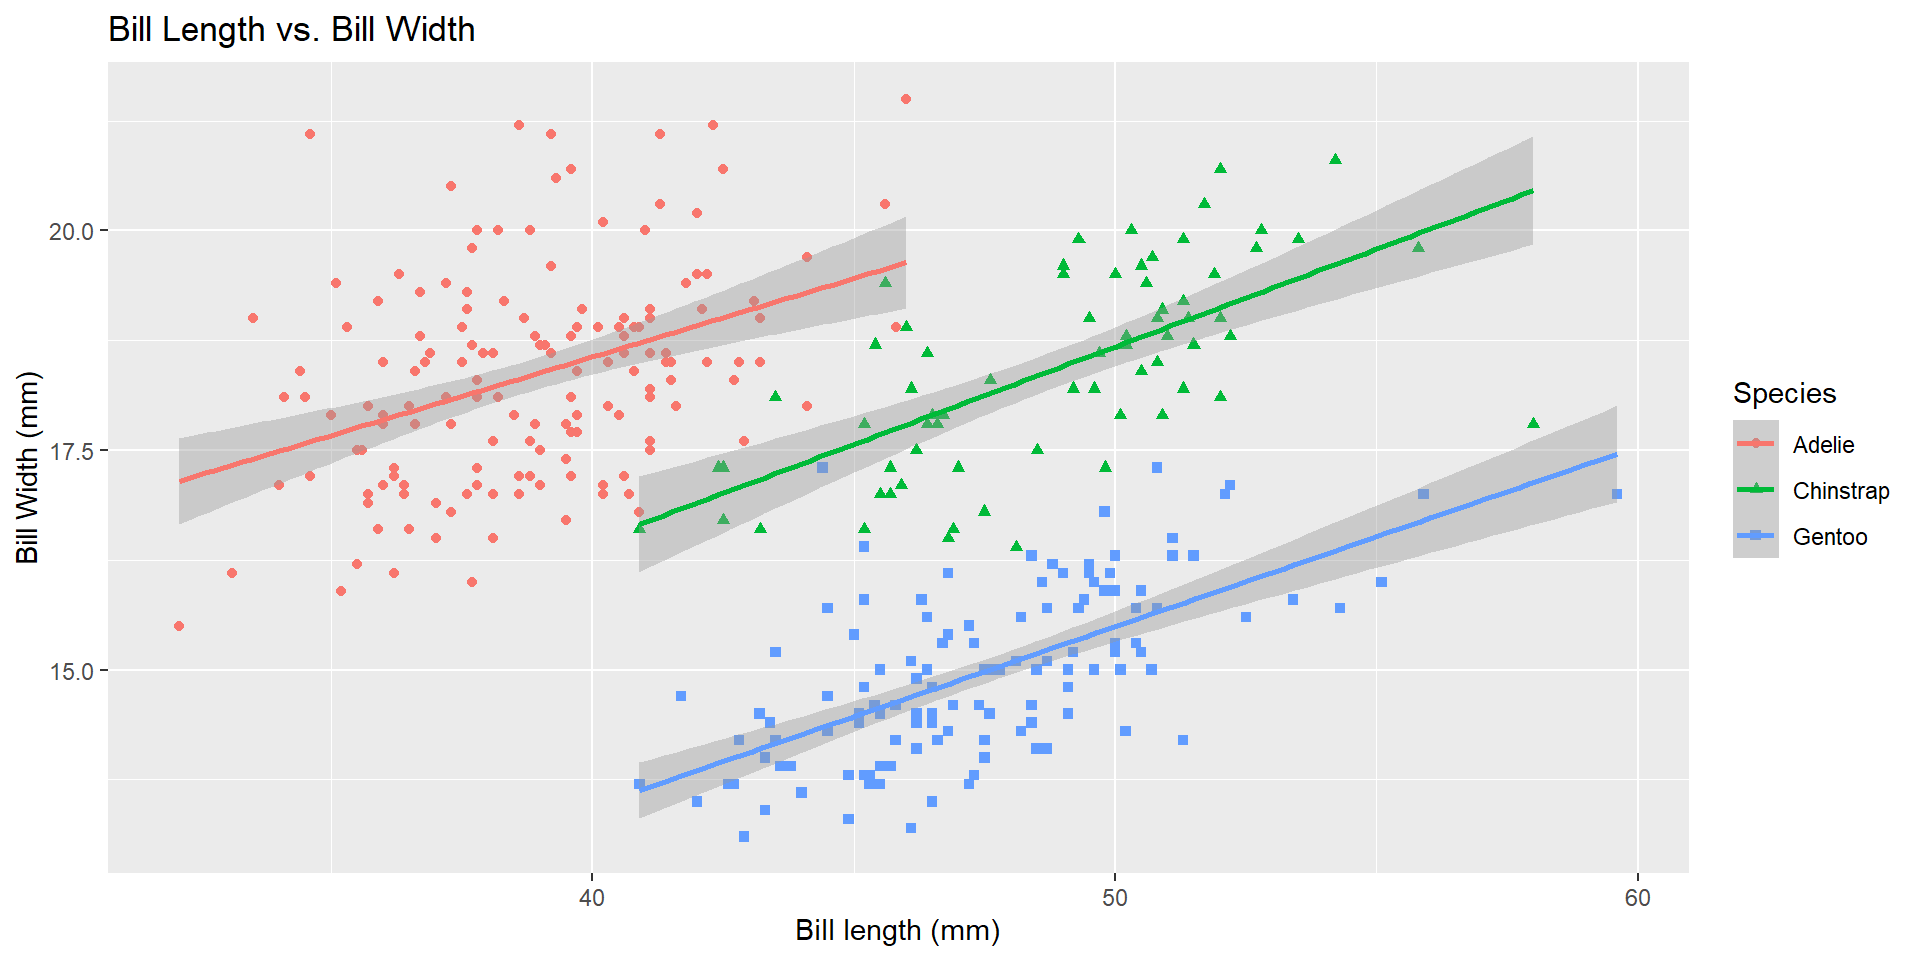 Bill Length vs. Bill Width
Bill Width (mm)
20.0
17.5
15.0
40
50
60
Bill length (mm)
Species
Adelie
Chinstrap
Gentoo